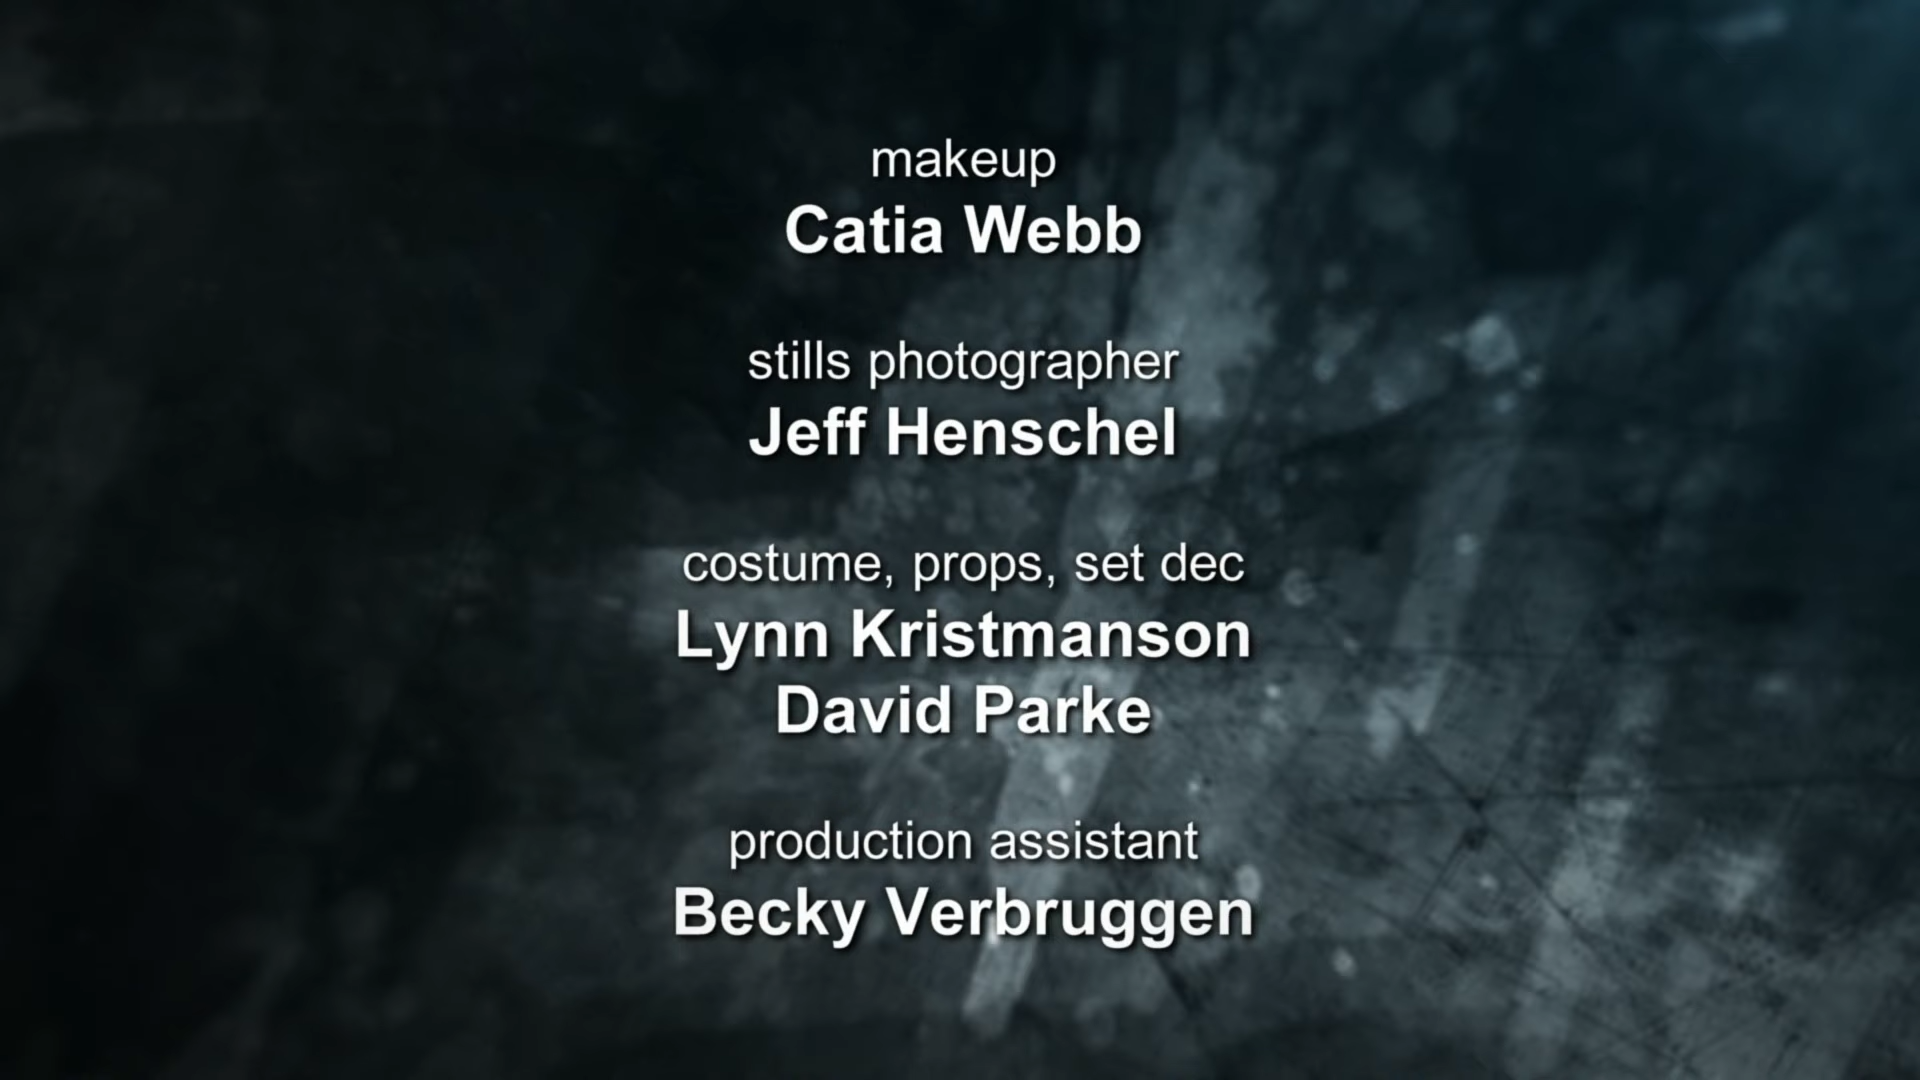 makeup
Catia Webb
stills photographer
Jeff Henschel
costume, props, set dec
Lynn Kristmanson
David Parke
production assistant
Becky Verbruggen